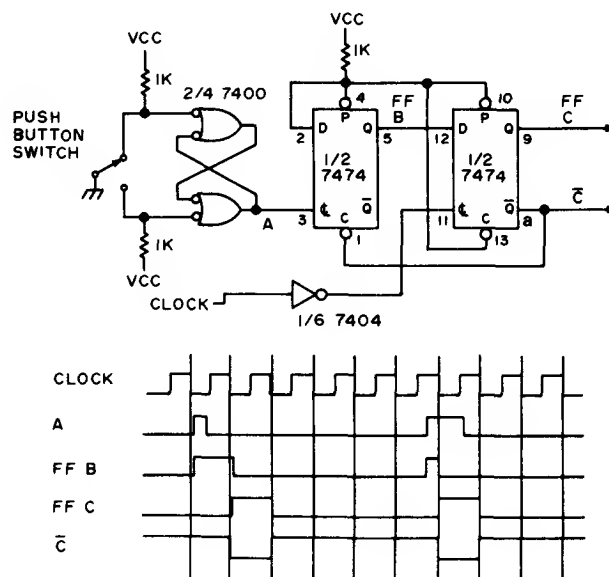 VCC
1K
2/4 7400
PUSH
BUTTON
SWITCH
1K
VCC
A
VCC
1K
4
P
FF
B
D
Q
2
5
1/2
7474
3
C
Q̅
1
10
P
FF
C
12
D
Q
9
1/2
7474
11
C
Q̅
8
C̅
13
CLOCK
1/6 7404
CLOCK
A
FF B
FF C
C̅